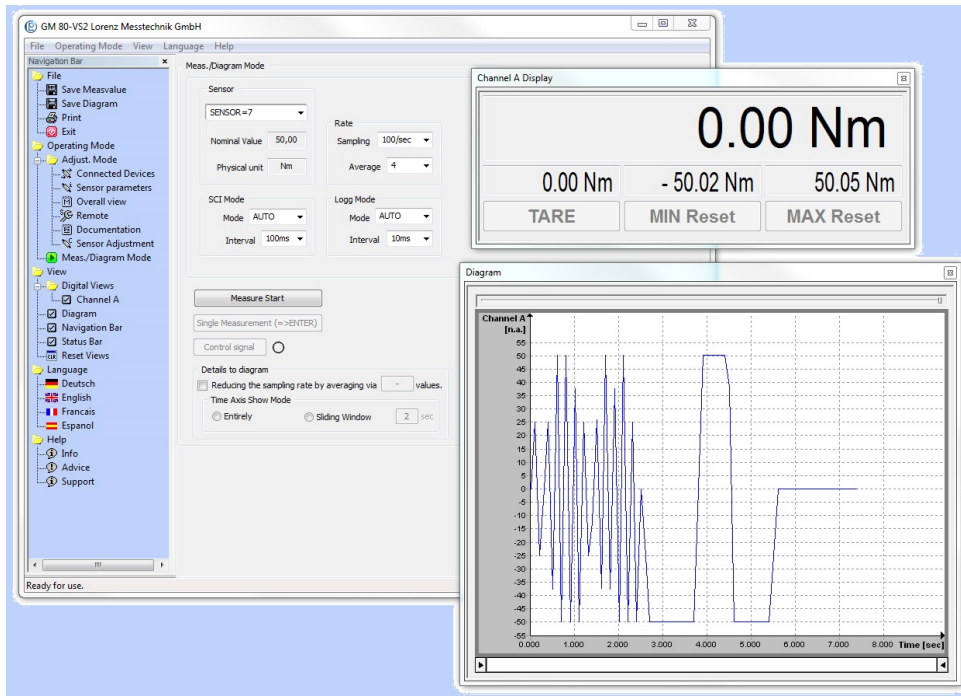 GM 80-VS2 Lorenz Messtechnik GmbH
File Operating Mode View Language Help
Navigation Bar
File
Save Measvalue
Save Diagram
Print
Exit
Operating Mode
Adjust. Mode
Connected Devices
Sensor parameters
Overall view
Remote
Documentation
Sensor Adjustment
Meas./Diagram Mode
View
Digital Views
Channel A
Diagram
Navigation Bar
Status Bar
CLR Reset Views
Language
Deutsch
English
Francais
Espanol
Help
Info
Advice
Support
Ready for use.
Meas./Diagram Mode
Sensor
SENSOR=7
Nominal Value 50,00
Physical unit Nm
Rate
Sampling 100/sec
Average 4
SCI Mode
Mode AUTO
Interval 100ms
Logg Mode
Mode AUTO
Interval 10ms
Measure Start
Single Measurement (=>ENTER)
Control signal
Details to diagram
Reducing the sampling rate by averaging via - values.
Time Axis Show Mode
Entirely Sliding Window 2 sec
Channel A Display
0.00 Nm
0.00 Nm - 50.02 Nm 50.05 Nm
TARE MIN Reset MAX Reset
Diagram
Channel A
[n.a.]
55
50
45
40
35
30
25
20
15
10
5
0
-5
-10
-15
-20
-25
-30
-35
-40
-45
-50
-55
0.000 1.000 2.000 3.000 4.000 5.000 6.000 7.000 8.000 Time [sec]